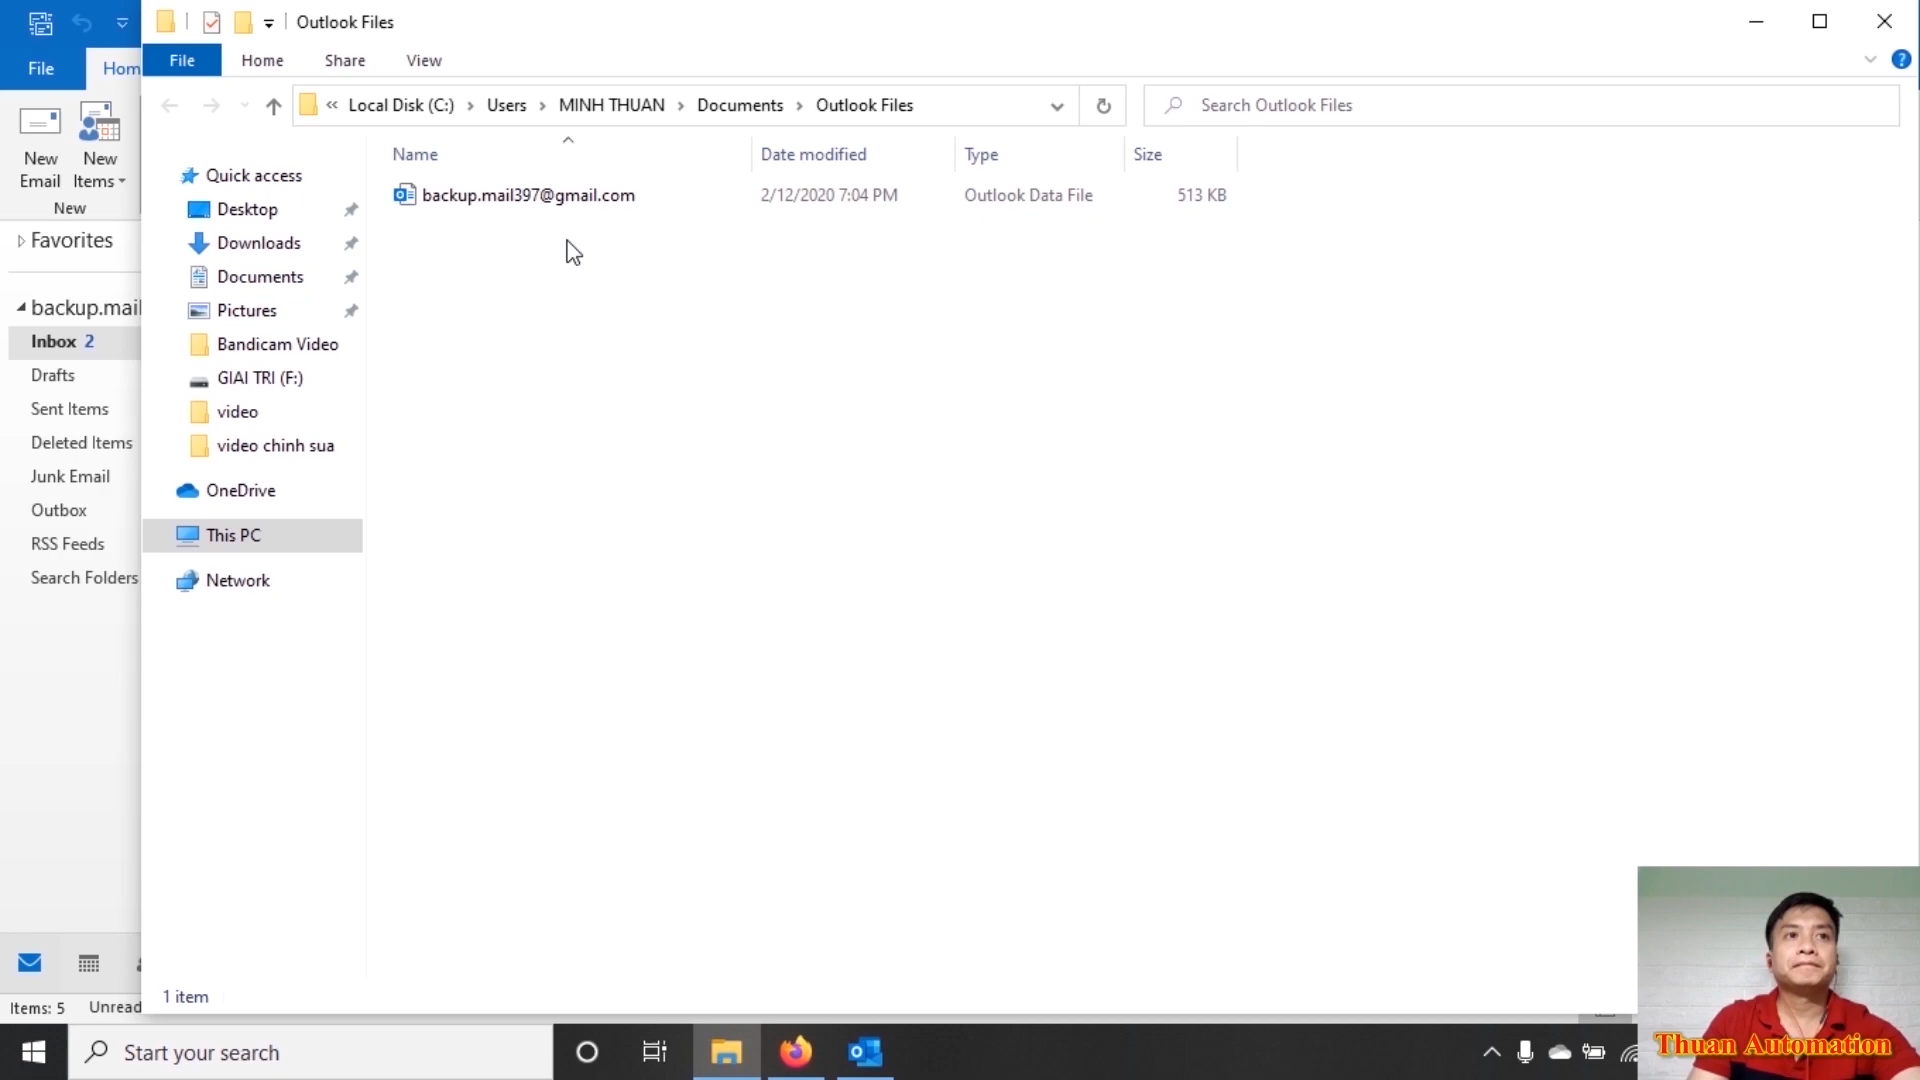 Outlook Files
File
Home
Share
View
File
Hom
« Local Disk (C:) › Users › MINH THUAN › Documents › Outlook Files
Search Outlook Files
New Email
New Items
New
Favorites
backup.mail
Inbox 2
Drafts
Sent Items
Deleted Items
Junk Email
Outbox
RSS Feeds
Search Folders
Quick access
Desktop
Downloads
Documents
Pictures
Bandicam Video
GIAI TRI (F:)
video
video chinh sua
OneDrive
This PC
Network
Name Date modified Type Size
backup.mail397@gmail.com 2/12/2020 7:04 PM Outlook Data File 513 KB
1 item
Items: 5 Unread
Start your search
Thuan Automation